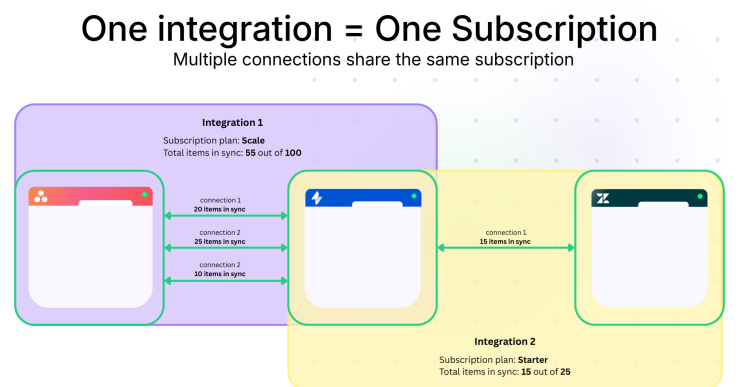 One integration = One Subscription
Multiple connections share the same subscription
Integration 1
Subscription plan: Scale
Total items in sync: 55 out of 100
connection 1
20 items in sync
connection 2
25 items in sync
connection 2
10 items in sync
connection 1
15 items in sync
Integration 2
Subscription plan: Starter
Total items in sync: 15 out of 25